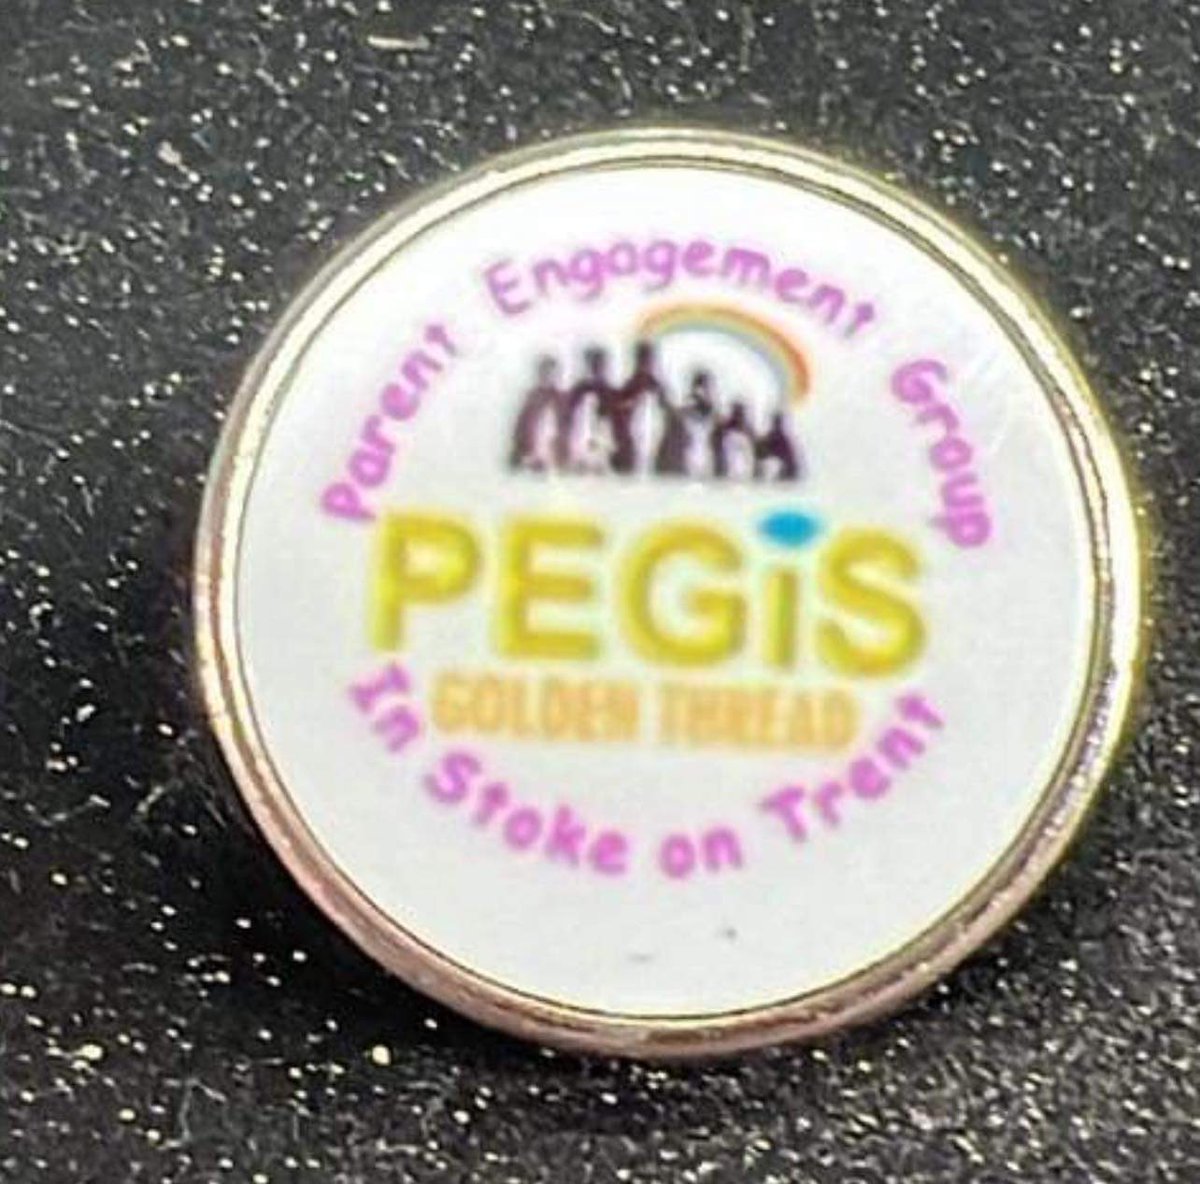 Parent Engagement Group
PEGiS
GOLDEN THREAD
In Stoke on Trent